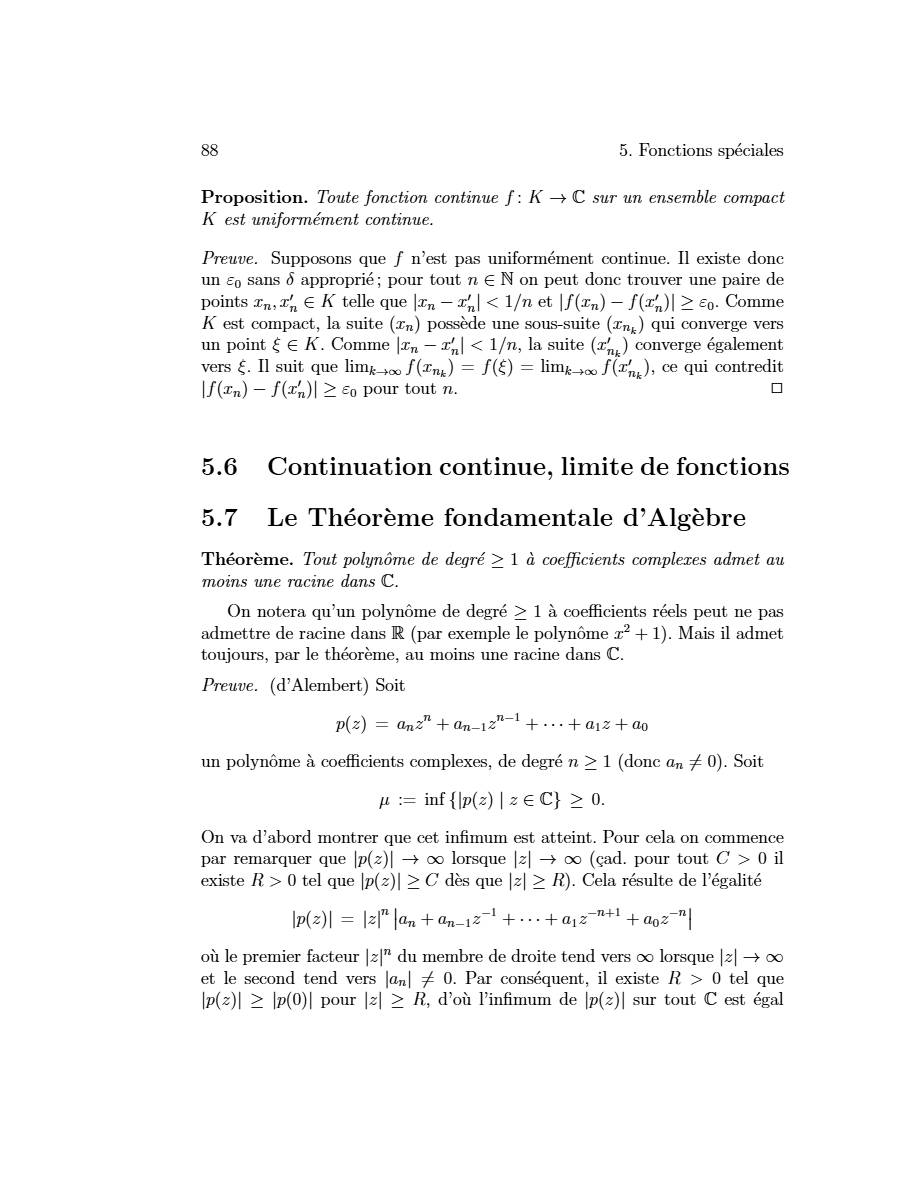 88 5. Fonctions spéciales
Proposition. Toute fonction continue f : K → ℂ sur un ensemble compact
K est uniformément continue.
Preuve. Supposons que f n'est pas uniformément continue. Il existe donc
un ε₀ sans δ approprié ; pour tout n ∈ ℕ on peut donc trouver une paire de
points xₙ, x′ₙ ∈ K telle que |xₙ − x′ₙ| < 1/n et |f(xₙ) − f(x′ₙ)| ≥ ε₀. Comme
K est compact, la suite (xₙ) possède une sous-suite (x_{n_k}) qui converge vers
un point ξ ∈ K. Comme |xₙ − x′ₙ| < 1/n, la suite (x′_{n_k}) converge également
vers ξ. Il suit que lim_{k→∞} f(x_{n_k}) = f(ξ) = lim_{k→∞} f(x′_{n_k}), ce qui contredit
|f(xₙ) − f(x′ₙ)| ≥ ε₀ pour tout n. □
5.6 Continuation continue, limite de fonctions
5.7 Le Théorème fondamentale d'Algèbre
Théorème. Tout polynôme de degré ≥ 1 à coefficients complexes admet au
moins une racine dans ℂ.
On notera qu'un polynôme de degré ≥ 1 à coefficients réels peut ne pas
admettre de racine dans ℝ (par exemple le polynôme x² + 1). Mais il admet
toujours, par le théorème, au moins une racine dans ℂ.
Preuve. (d'Alembert) Soit
p(z) = aₙzⁿ + aₙ₋₁zⁿ⁻¹ + · · · + a₁z + a₀
un polynôme à coefficients complexes, de degré n ≥ 1 (donc aₙ ≠ 0). Soit
μ := inf {|p(z) | z ∈ ℂ} ≥ 0.
On va d'abord montrer que cet infimum est atteint. Pour cela on commence
par remarquer que |p(z)| → ∞ lorsque |z| → ∞ (çad. pour tout C > 0 il
existe R > 0 tel que |p(z)| ≥ C dès que |z| ≥ R). Cela résulte de l'égalité
|p(z)| = |z|ⁿ |aₙ + aₙ₋₁z⁻¹ + · · · + a₁z⁻ⁿ⁺¹ + a₀z⁻ⁿ|
où le premier facteur |z|ⁿ du membre de droite tend vers ∞ lorsque |z| → ∞
et le second tend vers |aₙ| ≠ 0. Par conséquent, il existe R > 0 tel que
|p(z)| ≥ |p(0)| pour |z| ≥ R, d'où l'infimum de |p(z)| sur tout ℂ est égal